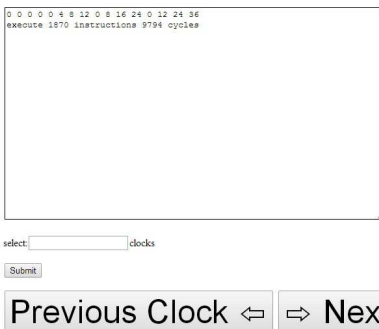 0 0 0 0 0 4 8 12 0 8 16 24 0 12 24 36
execute 1870 instructions 9794 cycles
select: clocks
Submit
Previous Clock ⇦ ⇨ Nex